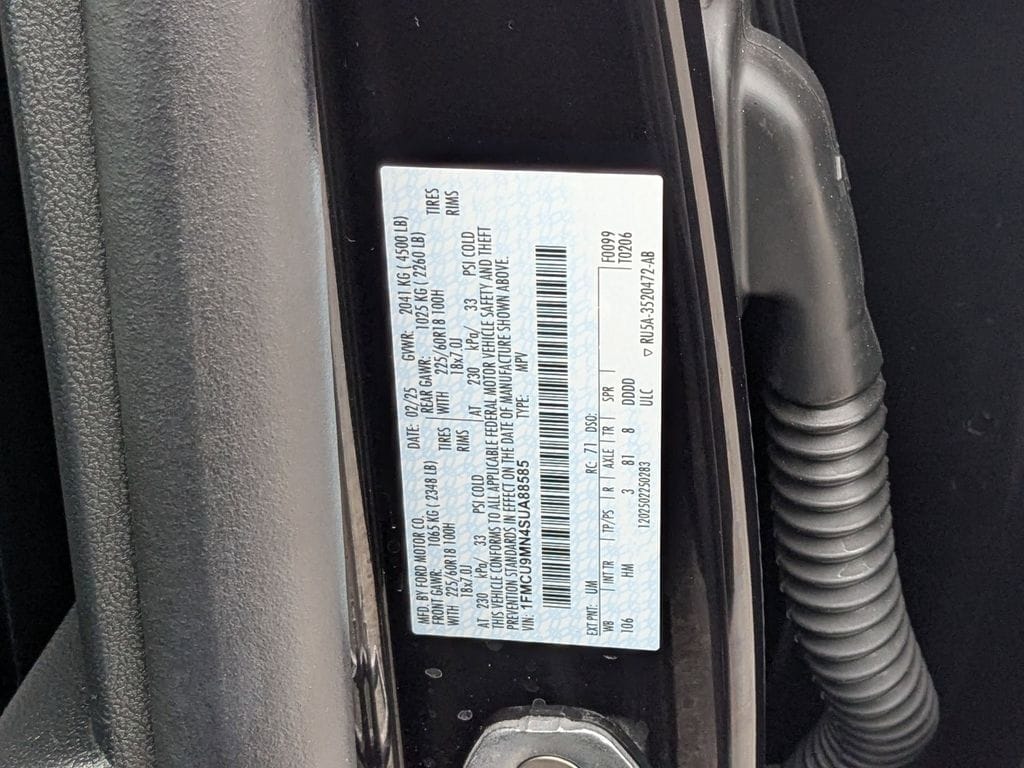 MFD. BY FORD MOTOR CO.
DATE: 02/25 GVWR: 2041 KG ( 4500 LB)
FRONT GAWR: 1065 KG ( 2348 LB) REAR GAWR: 1025 KG ( 2260 LB)
WITH 225/60R18 100H TIRES WITH 225/60R18 100H TIRES
18x7.0J RIMS 18x7.0J RIMS
AT 230 kPa/ 33 PSI COLD AT 230 kPa/ 33 PSI COLD
THIS VEHICLE CONFORMS TO ALL APPLICABLE FEDERAL MOTOR VEHICLE SAFETY AND THEFT
PREVENTION STANDARDS IN EFFECT ON THE DATE OF MANUFACTURE SHOWN ABOVE.
VIN: 1FMCU9MN4SUA88585 TYPE: MPV
EXT PNT: UM RC: 71 DSO:
WB INT TR TP/PS R AXLE TR SPR F0099
106 HM 3 81 8 DDDD T0206
ULC
1202502250283 ▽ RU5A-3520472-AB